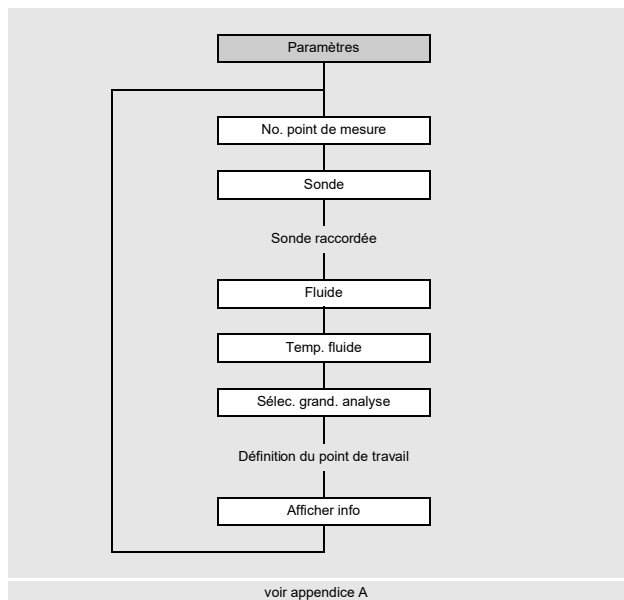 Paramètres
No. point de mesure
Sonde
Sonde raccordée
Fluide
Temp. fluide
Sélec. grand. analyse
Définition du point de travail
Afficher info
voir appendice A